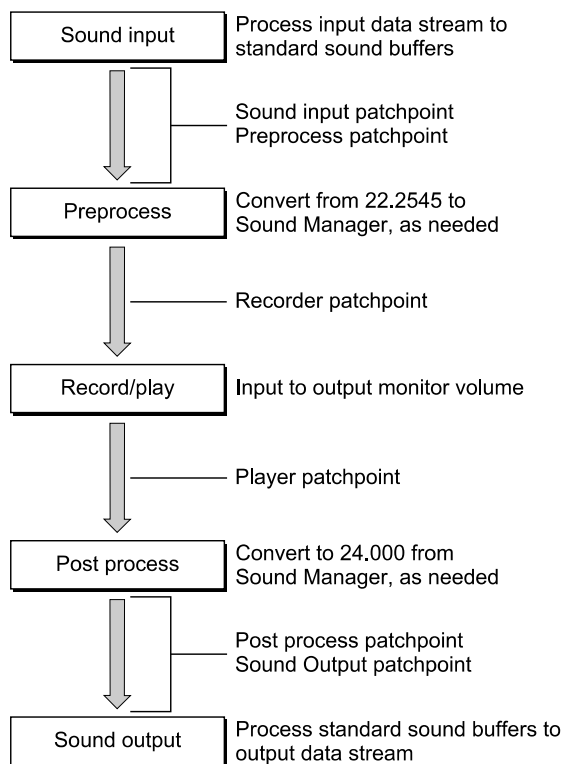 Sound input
Process input data stream to
standard sound buffers
Sound input patchpoint
Preprocess patchpoint
Preprocess
Convert from 22.2545 to
Sound Manager, as needed
Recorder patchpoint
Record/play
Input to output monitor volume
Player patchpoint
Post process
Convert to 24.000 from
Sound Manager, as needed
Post process patchpoint
Sound Output patchpoint
Sound output
Process standard sound buffers to
output data stream